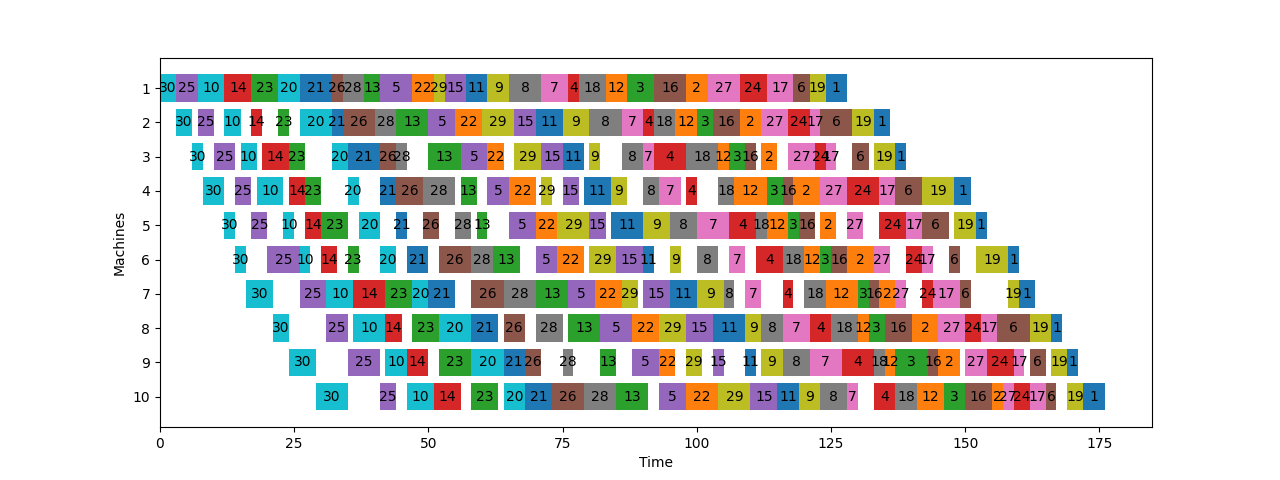 1 30 25 10 14 23 20 21 26 28 13 5 22 29 15 11 9 8 7 4 18 12 3 16 2 27 24 17 6 19 1
2 30 25 10 14 23 20 21 26 28 13 5 22 29 15 11 9 8 7 4 18 12 3 16 2 27 24 17 6 19 1
3 30 25 10 14 23 20 21 26 28 13 5 22 29 15 11 9 8 7 4 18 12 3 16 2 27 24 17 6 19 1
4 30 25 10 14 23 20 21 26 28 13 5 22 29 15 11 9 8 7 4 18 12 3 16 2 27 24 17 6 19 1
5 30 25 10 14 23 20 21 26 28 13 5 22 29 15 11 9 8 7 4 18 12 3 16 2 27 24 17 6 19 1
6 30 25 10 14 23 20 21 26 28 13 5 22 29 15 11 9 8 7 4 18 12 3 16 2 27 24 17 6 19 1
7 30 25 10 14 23 20 21 26 28 13 5 22 29 15 11 9 8 7 4 18 12 3 16 2 27 24 17 6 19 1
8 30 25 10 14 23 20 21 26 28 13 5 22 29 15 11 9 8 7 4 18 12 3 16 2 27 24 17 6 19 1
9 30 25 10 14 23 20 21 26 28 13 5 22 29 15 11 9 8 7 4 18 12 3 16 2 27 24 17 6 19 1
10 30 25 10 14 23 20 21 26 28 13 5 22 29 15 11 9 8 7 4 18 12 3 16 2 27 24 17 6 19 1
Machines
0 25 50 75 100 125 150 175
Time